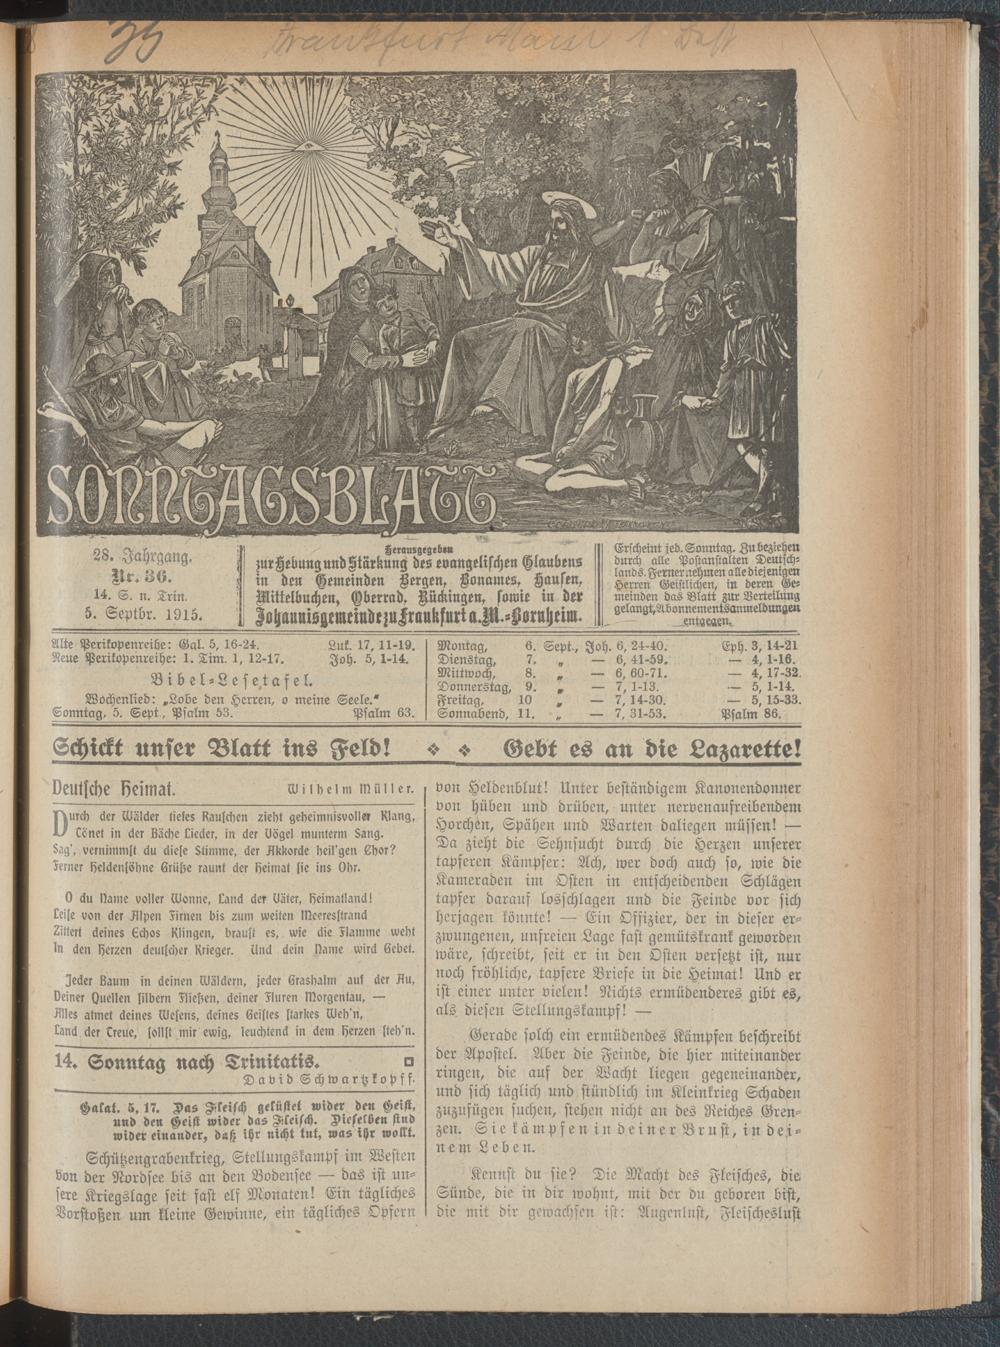 35 Frankfurt Main
SONNTAGSBLATT
28. Jahrgang.
Nr. 36.
14. S. n. Trin.
5. Septbr. 1915.
Herausgegeben
zur Hebung und Stärkung des evangelischen Glaubens
in den Gemeinden Bergen, Bonames, Hausen,
Mittelbuchen, Oberrad, Rückingen, sowie in der
Johannisgemeinde zu Frankfurt a. M.-Bornheim.
Erscheint jed. Sonntag. Zu beziehen
durch alle Postanstalten Deutsch-
lands. Ferner nehmen alle diejenigen
Herren Geistlichen, in deren Ge-
meinden das Blatt zur Verteilung
gelangt, Abonnementsanmeldungen
entgegen.
Alte Perikopenreihe: Gal. 5, 16-24. Luk. 17, 11-19.
Neue Perikopenreihe: 1. Tim. 1, 12-17. Joh. 5, 1-14.
Bibel-Lesetafel.
Wochenlied: „Lobe den Herren, o meine Seele."
Sonntag, 5. Sept., Psalm 53. Psalm 63.
Montag, 6. Sept., Joh. 6, 24-40. Eph. 3, 14-21
Dienstag, 7. „ — 6, 41-59. — 4, 1-16.
Mittwoch, 8. „ — 6, 60-71. — 4, 17-32.
Donnerstag, 9. „ — 7, 1-13. — 5, 1-14.
Freitag, 10 „ — 7, 14-30. — 5, 15-33.
Sonnabend, 11. „ — 7, 31-53. Psalm 86.
Schickt unser Blatt ins Feld! ❖ ❖ Gebt es an die Lazarette!
Deutsche Heimat. Wilhelm Müller.
Durch der Wälder tiefes Rauschen zieht geheimnisvoller Klang,
Tönet in der Bäche Lieder, in der Vögel munterm Sang.
Sag', vernimmst du diese Stimme, der Akkorde heil'gen Chor?
Ferner Heldensöhne Grüße raunt der Heimat sie ins Ohr.
O du Name voller Wonne, Land der Väter, Heimatland!
Leise von der Alpen Firnen bis zum weiten Meeresstrand
Zittert deines Echos Klingen, braust es, wie die Flamme weht
In den Herzen deutscher Krieger. Und dein Name wird Gebet.
Jeder Baum in deinen Wäldern, jeder Grashalm auf der Au,
Deiner Quellen silbern Fließen, deiner Fluren Morgentau, —
Alles atmet deines Wesens, deines Geistes starkes Weh'n,
Land der Treue, sollst mir ewig, leuchtend in dem Herzen steh'n.
14. Sonntag nach Trinitatis.
David Schwartzkopff.
Galat. 5, 17. Das Fleisch gelüstet wider den Geist,
und den Geist wider das Fleisch. Dieselben sind
wider einander, daß ihr nicht tut, was ihr wollt.
Schützengrabenkrieg, Stellungskampf im Westen
von der Nordsee bis an den Bodensee — das ist un-
sere Kriegslage seit fast elf Monaten! Ein tägliches
Vorstoßen um kleine Gewinne, ein tägliches Opfern
von Heldenblut! Unter beständigem Kanonendonner
von hüben und drüben, unter nervenaufreibendem
Horchen, Spähen und Warten daliegen müssen! —
Da zieht die Sehnsucht durch die Herzen unserer
tapferen Kämpfer: Ach, wer doch auch so, wie die
Kameraden im Osten in entscheidenden Schlägen
tapfer darauf losschlagen und die Feinde vor sich
herjagen könnte! — Ein Offizier, der in dieser er-
zwungenen, unfreien Lage fast gemütskrank geworden
wäre, schreibt, seit er in den Osten versetzt ist, nur
noch fröhliche, tapfere Briefe in die Heimat! Und er
ist einer unter vielen! Nichts ermüdenderes gibt es,
als diesen Stellungskampf! —
Gerade solch ein ermüdendes Kämpfen beschreibt
der Apostel. Aber die Feinde, die hier miteinander
ringen, die auf der Wacht liegen gegeneinander,
und sich täglich und stündlich im Kleinkrieg Schaden
zuzufügen suchen, stehen nicht an des Reiches Gren-
zen. Sie kämpfen in deiner Brust, in dei-
nem Leben.
Kennst du sie? Die Macht des Fleisches, die
Sünde, die in dir wohnt, mit der du geboren bist,
die mit dir gewachsen ist: Augenlust, Fleischeslust